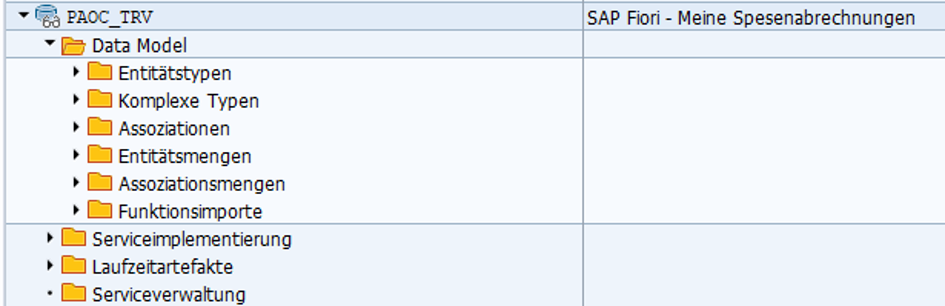 PAOC_TRV SAP Fiori - Meine Spesenabrechnungen
Data Model
Entitätstypen
Komplexe Typen
Assoziationen
Entitätsmengen
Assoziationsmengen
Funktionsimporte
Serviceimplementierung
Laufzeitartefakte
Serviceverwaltung